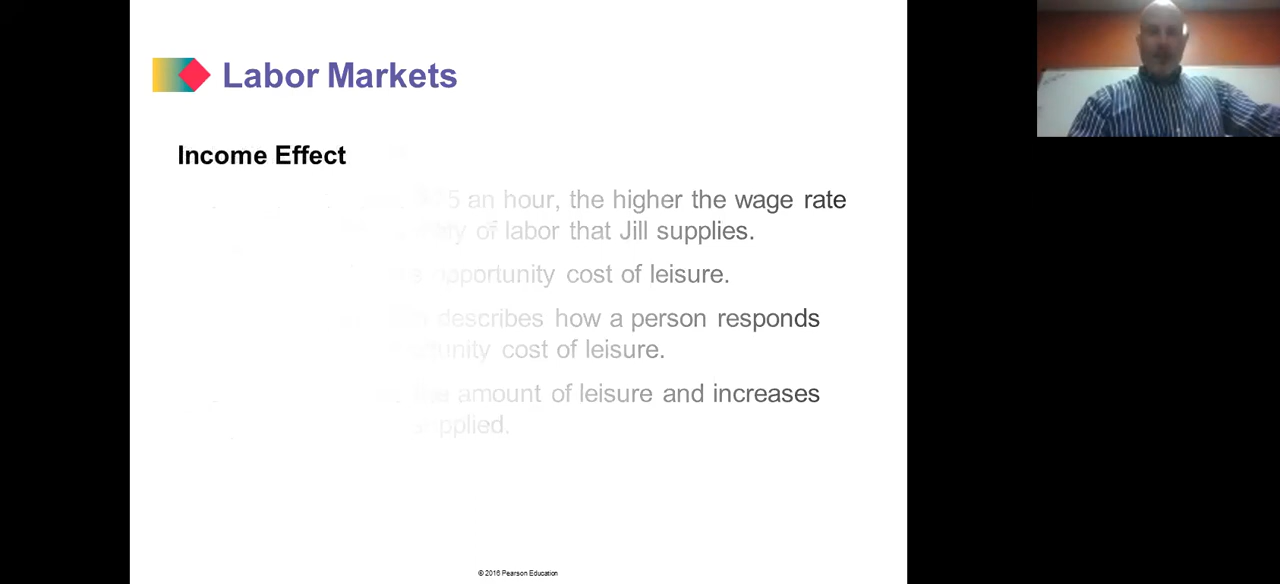 Labor Markets
Income Effect
an hour, the higher the wage rate
of labor that Jill supplies.
opportunity cost of leisure.
describes how a person responds
cost of leisure.
the amount of leisure and increases
supplied.
© 2016 Pearson Education